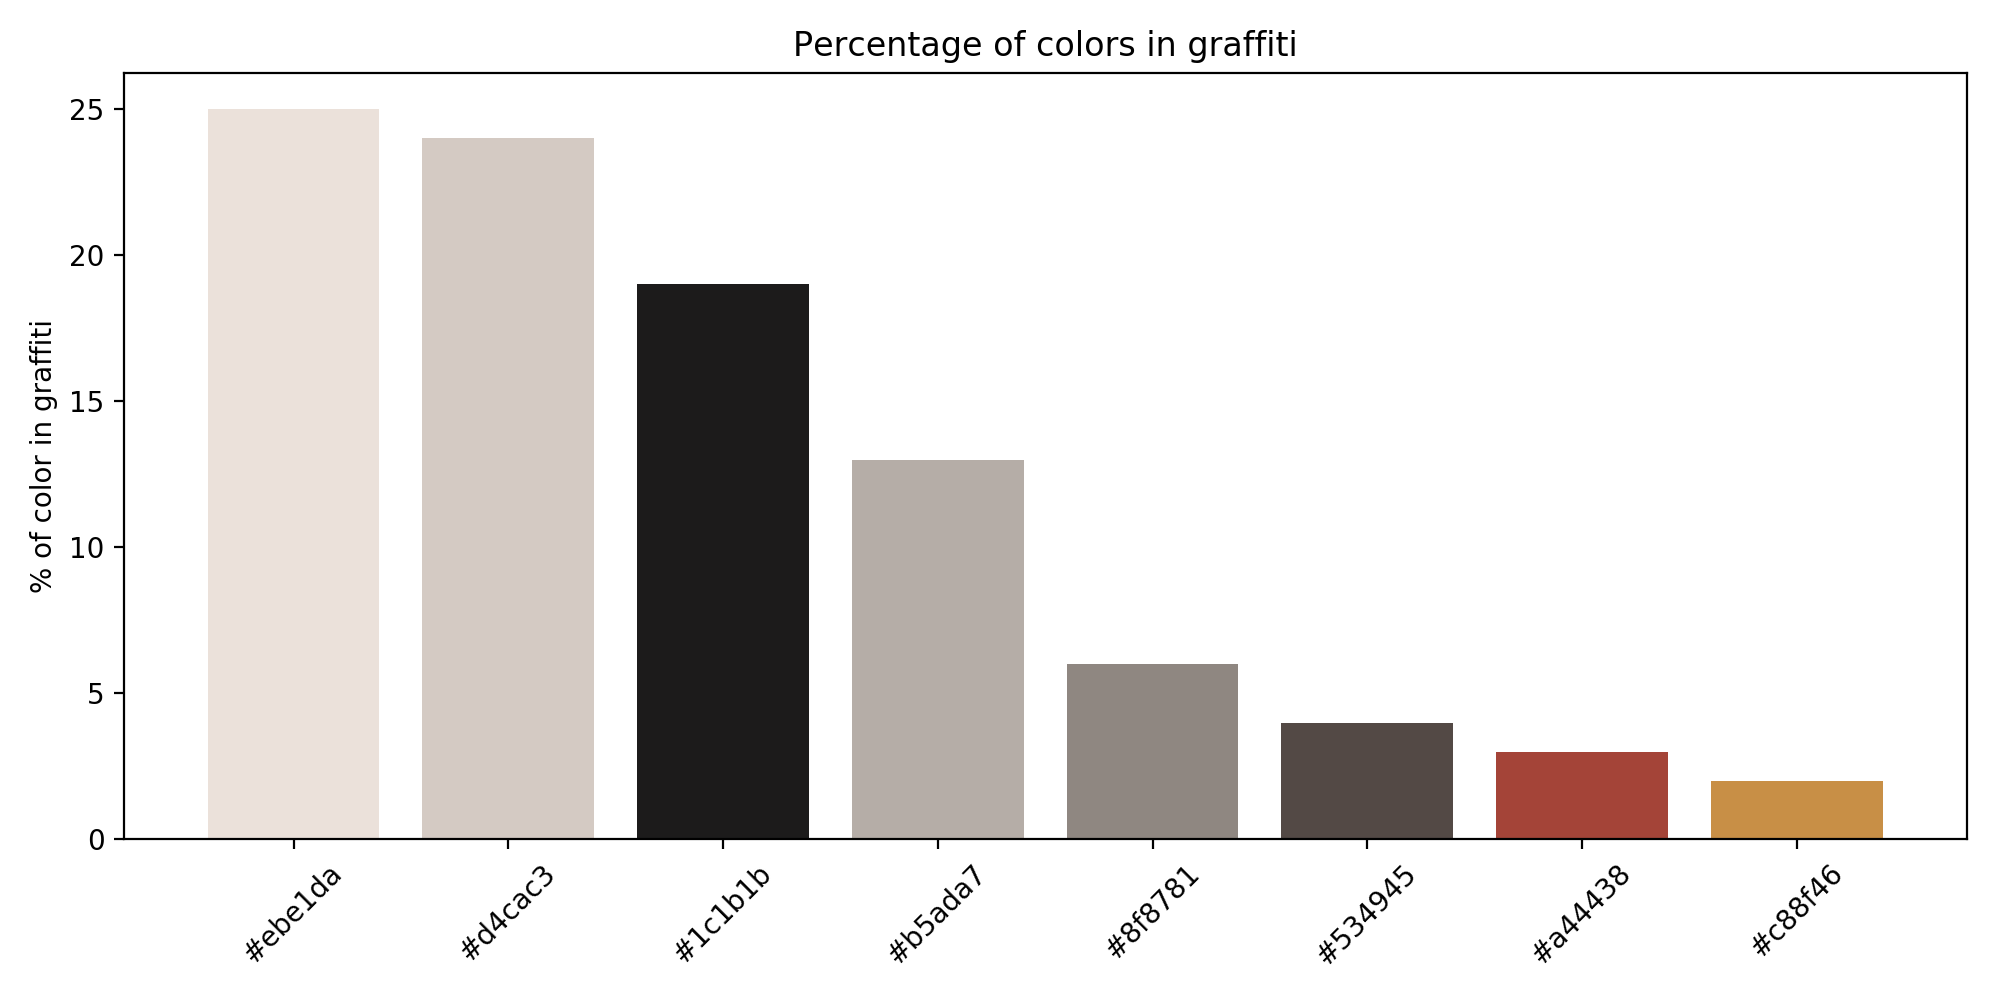 Percentage of colors in graffiti
% of color in graffiti
25
20
15
10
5
0
#ebe1da
#d4cac3
#1c1b1b
#b5ada7
#8f8781
#534945
#a44438
#c88f46